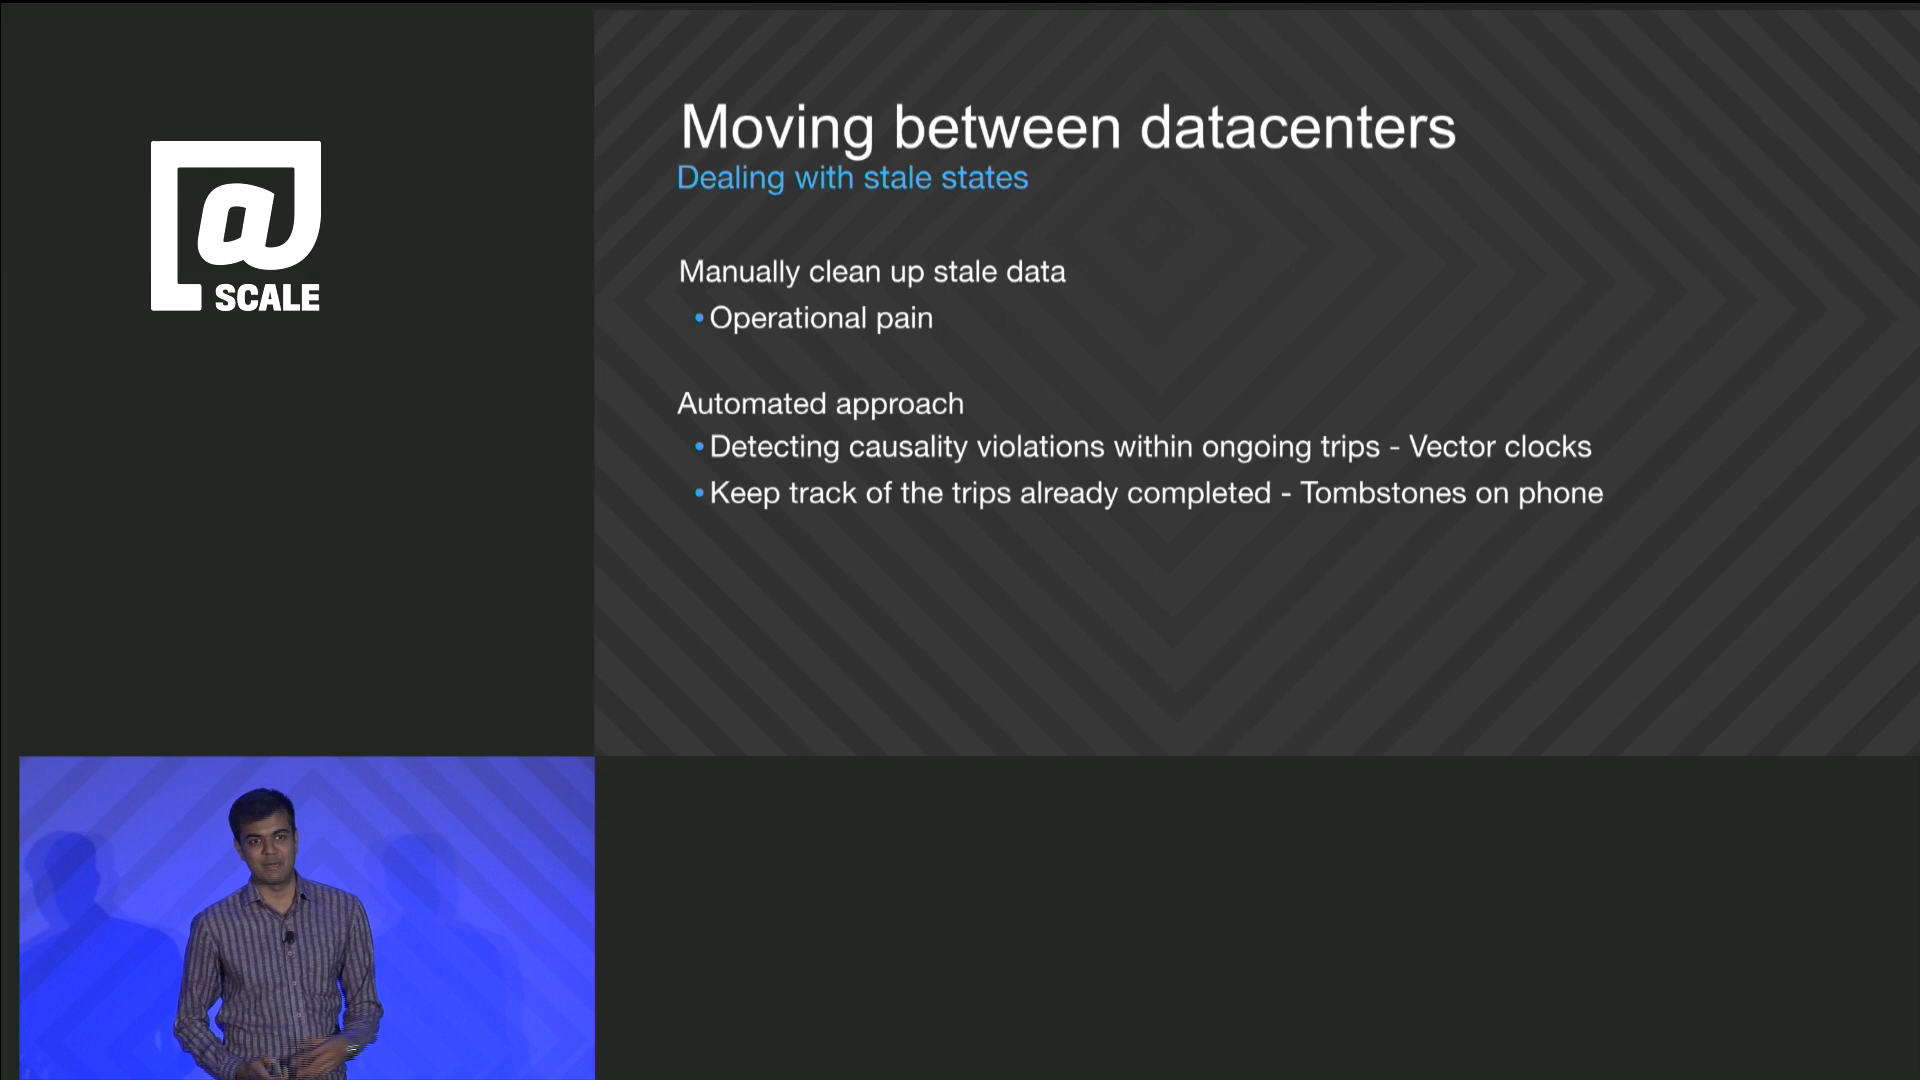 @
SCALE
Moving between datacenters
Dealing with stale states
Manually clean up stale data
•Operational pain
Automated approach
•Detecting causality violations within ongoing trips - Vector clocks
•Keep track of the trips already completed - Tombstones on phone